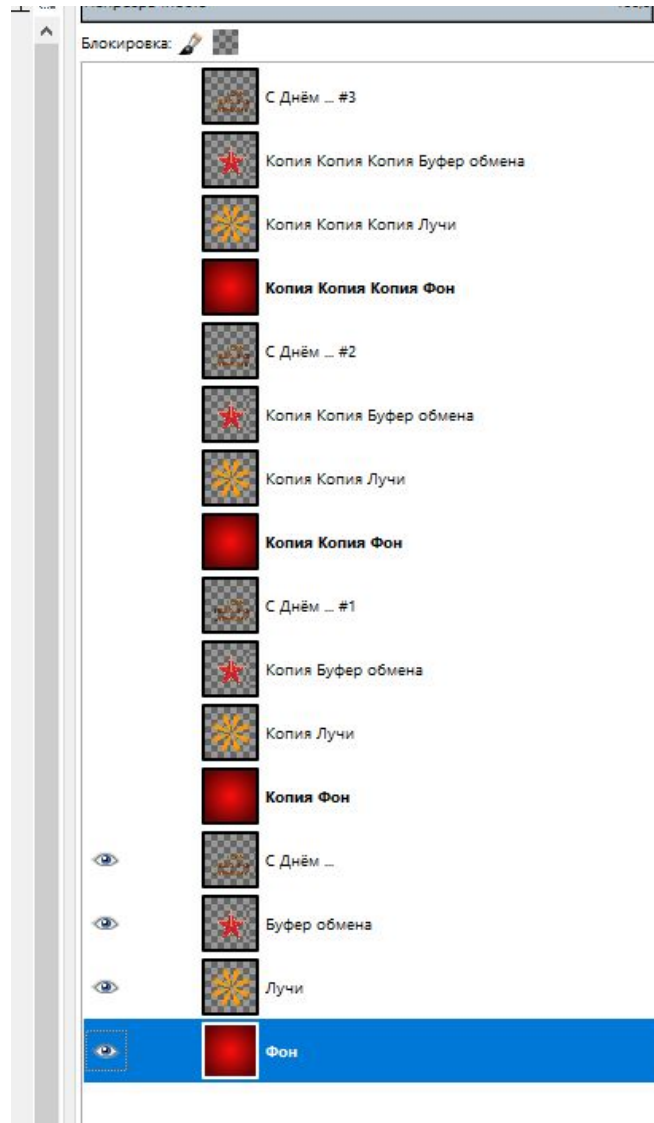 Блокировка:
С Днём ... #3
Копия Копия Копия Буфер обмена
Копия Копия Копия Лучи
Копия Копия Копия Фон
С Днём ... #2
Копия Копия Буфер обмена
Копия Копия Лучи
Копия Копия Фон
С Днём ... #1
Копия Буфер обмена
Копия Лучи
Копия Фон
С Днём ...
Буфер обмена
Лучи
Фон